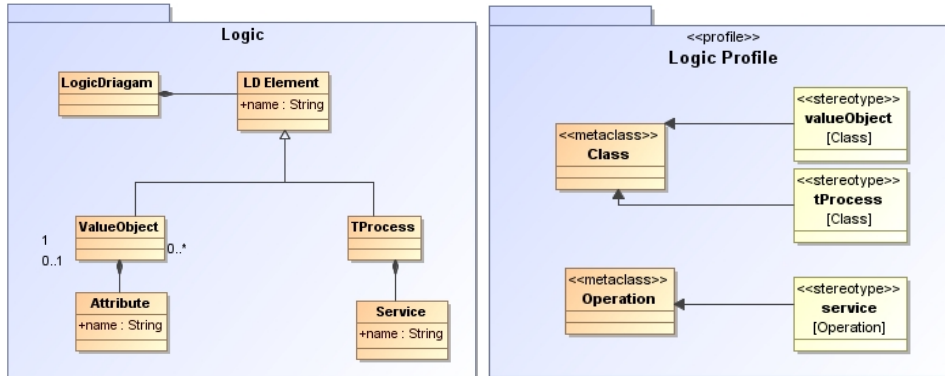 Logic
LogicDriagam
LD Element
+name : String
ValueObject
TProcess
1
0..1
0..*
Attribute
+name : String
Service
+name : String
<<profile>>
Logic Profile
<<stereotype>>
valueObject
[Class]
<<metaclass>>
Class
<<stereotype>>
tProcess
[Class]
<<metaclass>>
Operation
<<stereotype>>
service
[Operation]